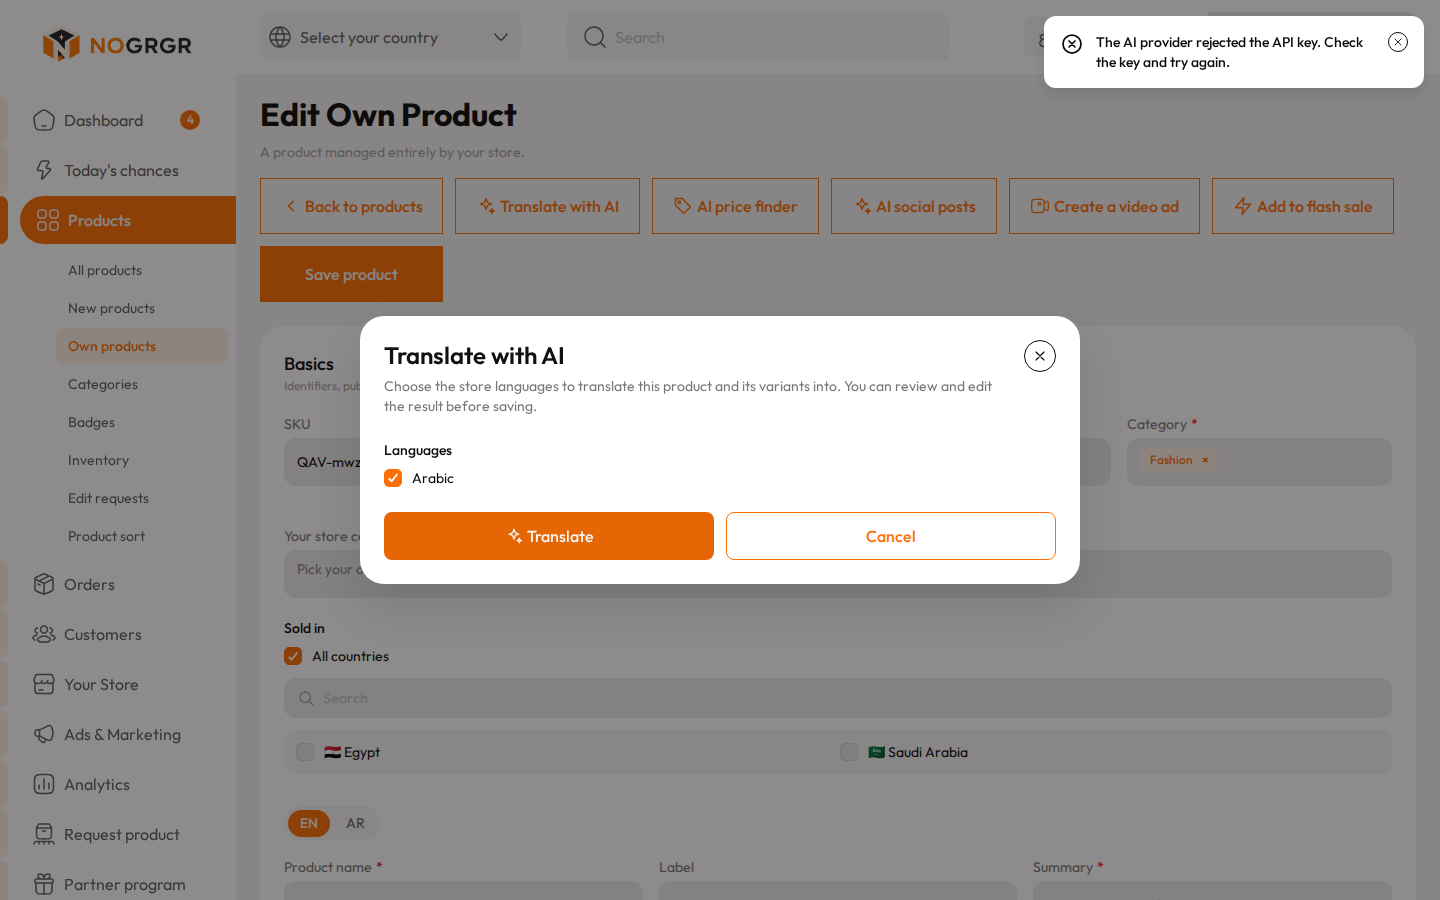 NOGRGR
Select your country
Search
The AI provider rejected the API key. Check
the key and try again.
Dashboard
4
Today's chances
Products
All products
New products
Own products
Categories
Badges
Inventory
Edit requests
Product sort
Orders
Customers
Your Store
Ads & Marketing
Analytics
Request product
Partner program
Edit Own Product
A product managed entirely by your store.
Back to products
Translate with AI
AI price finder
AI social posts
Create a video ad
Add to flash sale
Save product
Translate with AI
Choose the store languages to translate this product and its variants into. You can review and edit
the result before saving.
Languages
Arabic
Translate
Cancel
Basics
Identifiers,
SKU
Category *
Fashion ×
Your store
Pick your
Sold in
All countries
Search
Egypt
Saudi Arabia
EN
AR
Product name *
Label
Summary *